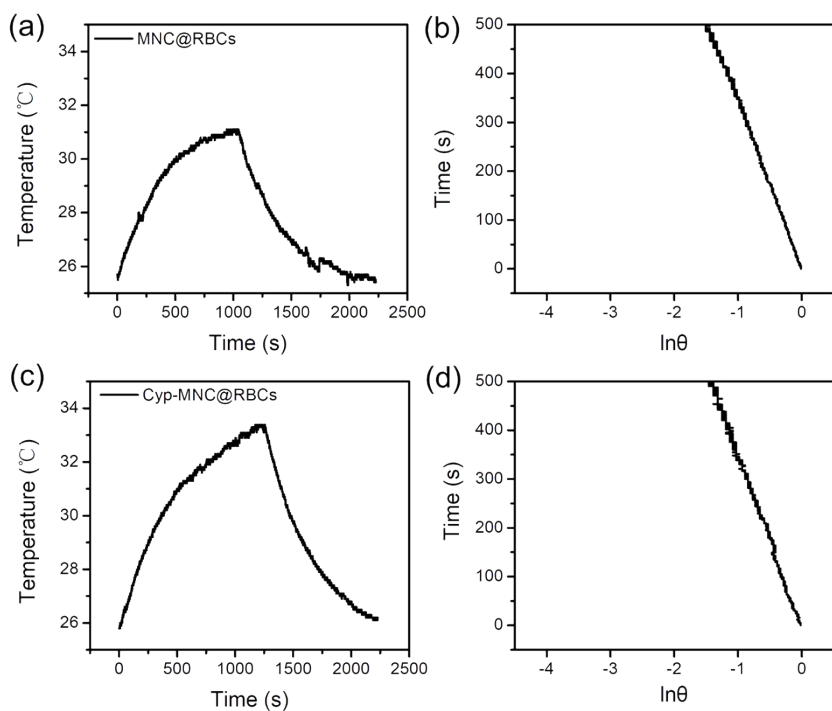 (a)
MNC@RBCs
34
32
30
28
26
Temperature (℃)
0 500 1000 1500 2000 2500
Time (s)
(b)
500
400
300
200
100
0
Time (s)
-4 -3 -2 -1 0
lnθ
(c)
Cyp-MNC@RBCs
34
32
30
28
26
Temperature (℃)
0 500 1000 1500 2000 2500
Time (s)
(d)
500
400
300
200
100
0
Time (s)
-4 -3 -2 -1 0
lnθ